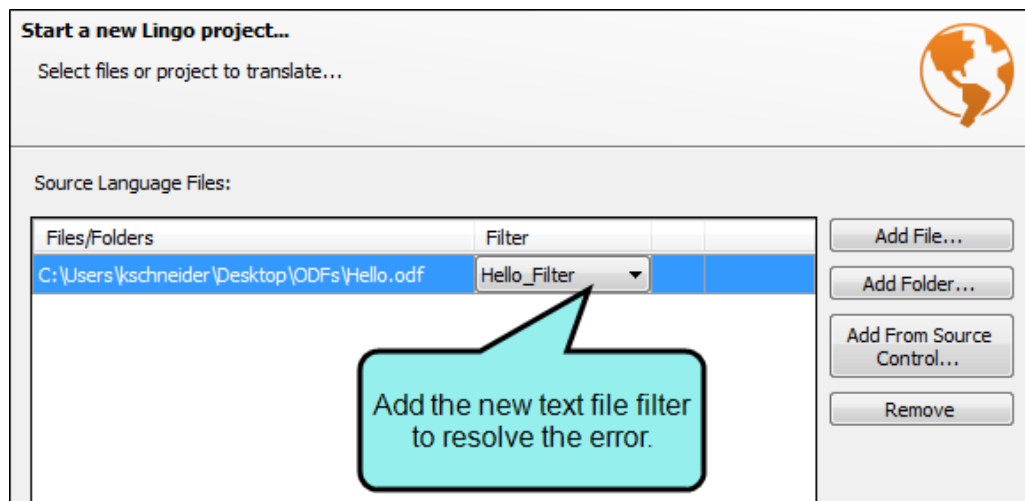 Start a new Lingo project...
Select files or project to translate...
Source Language Files:
Files/Folders Filter
C:\Users\kschneider\Desktop\ODFs\Hello.odf Hello_Filter
Add File...
Add Folder...
Add From Source
Control...
Remove
Add the new text file filter
to resolve the error.